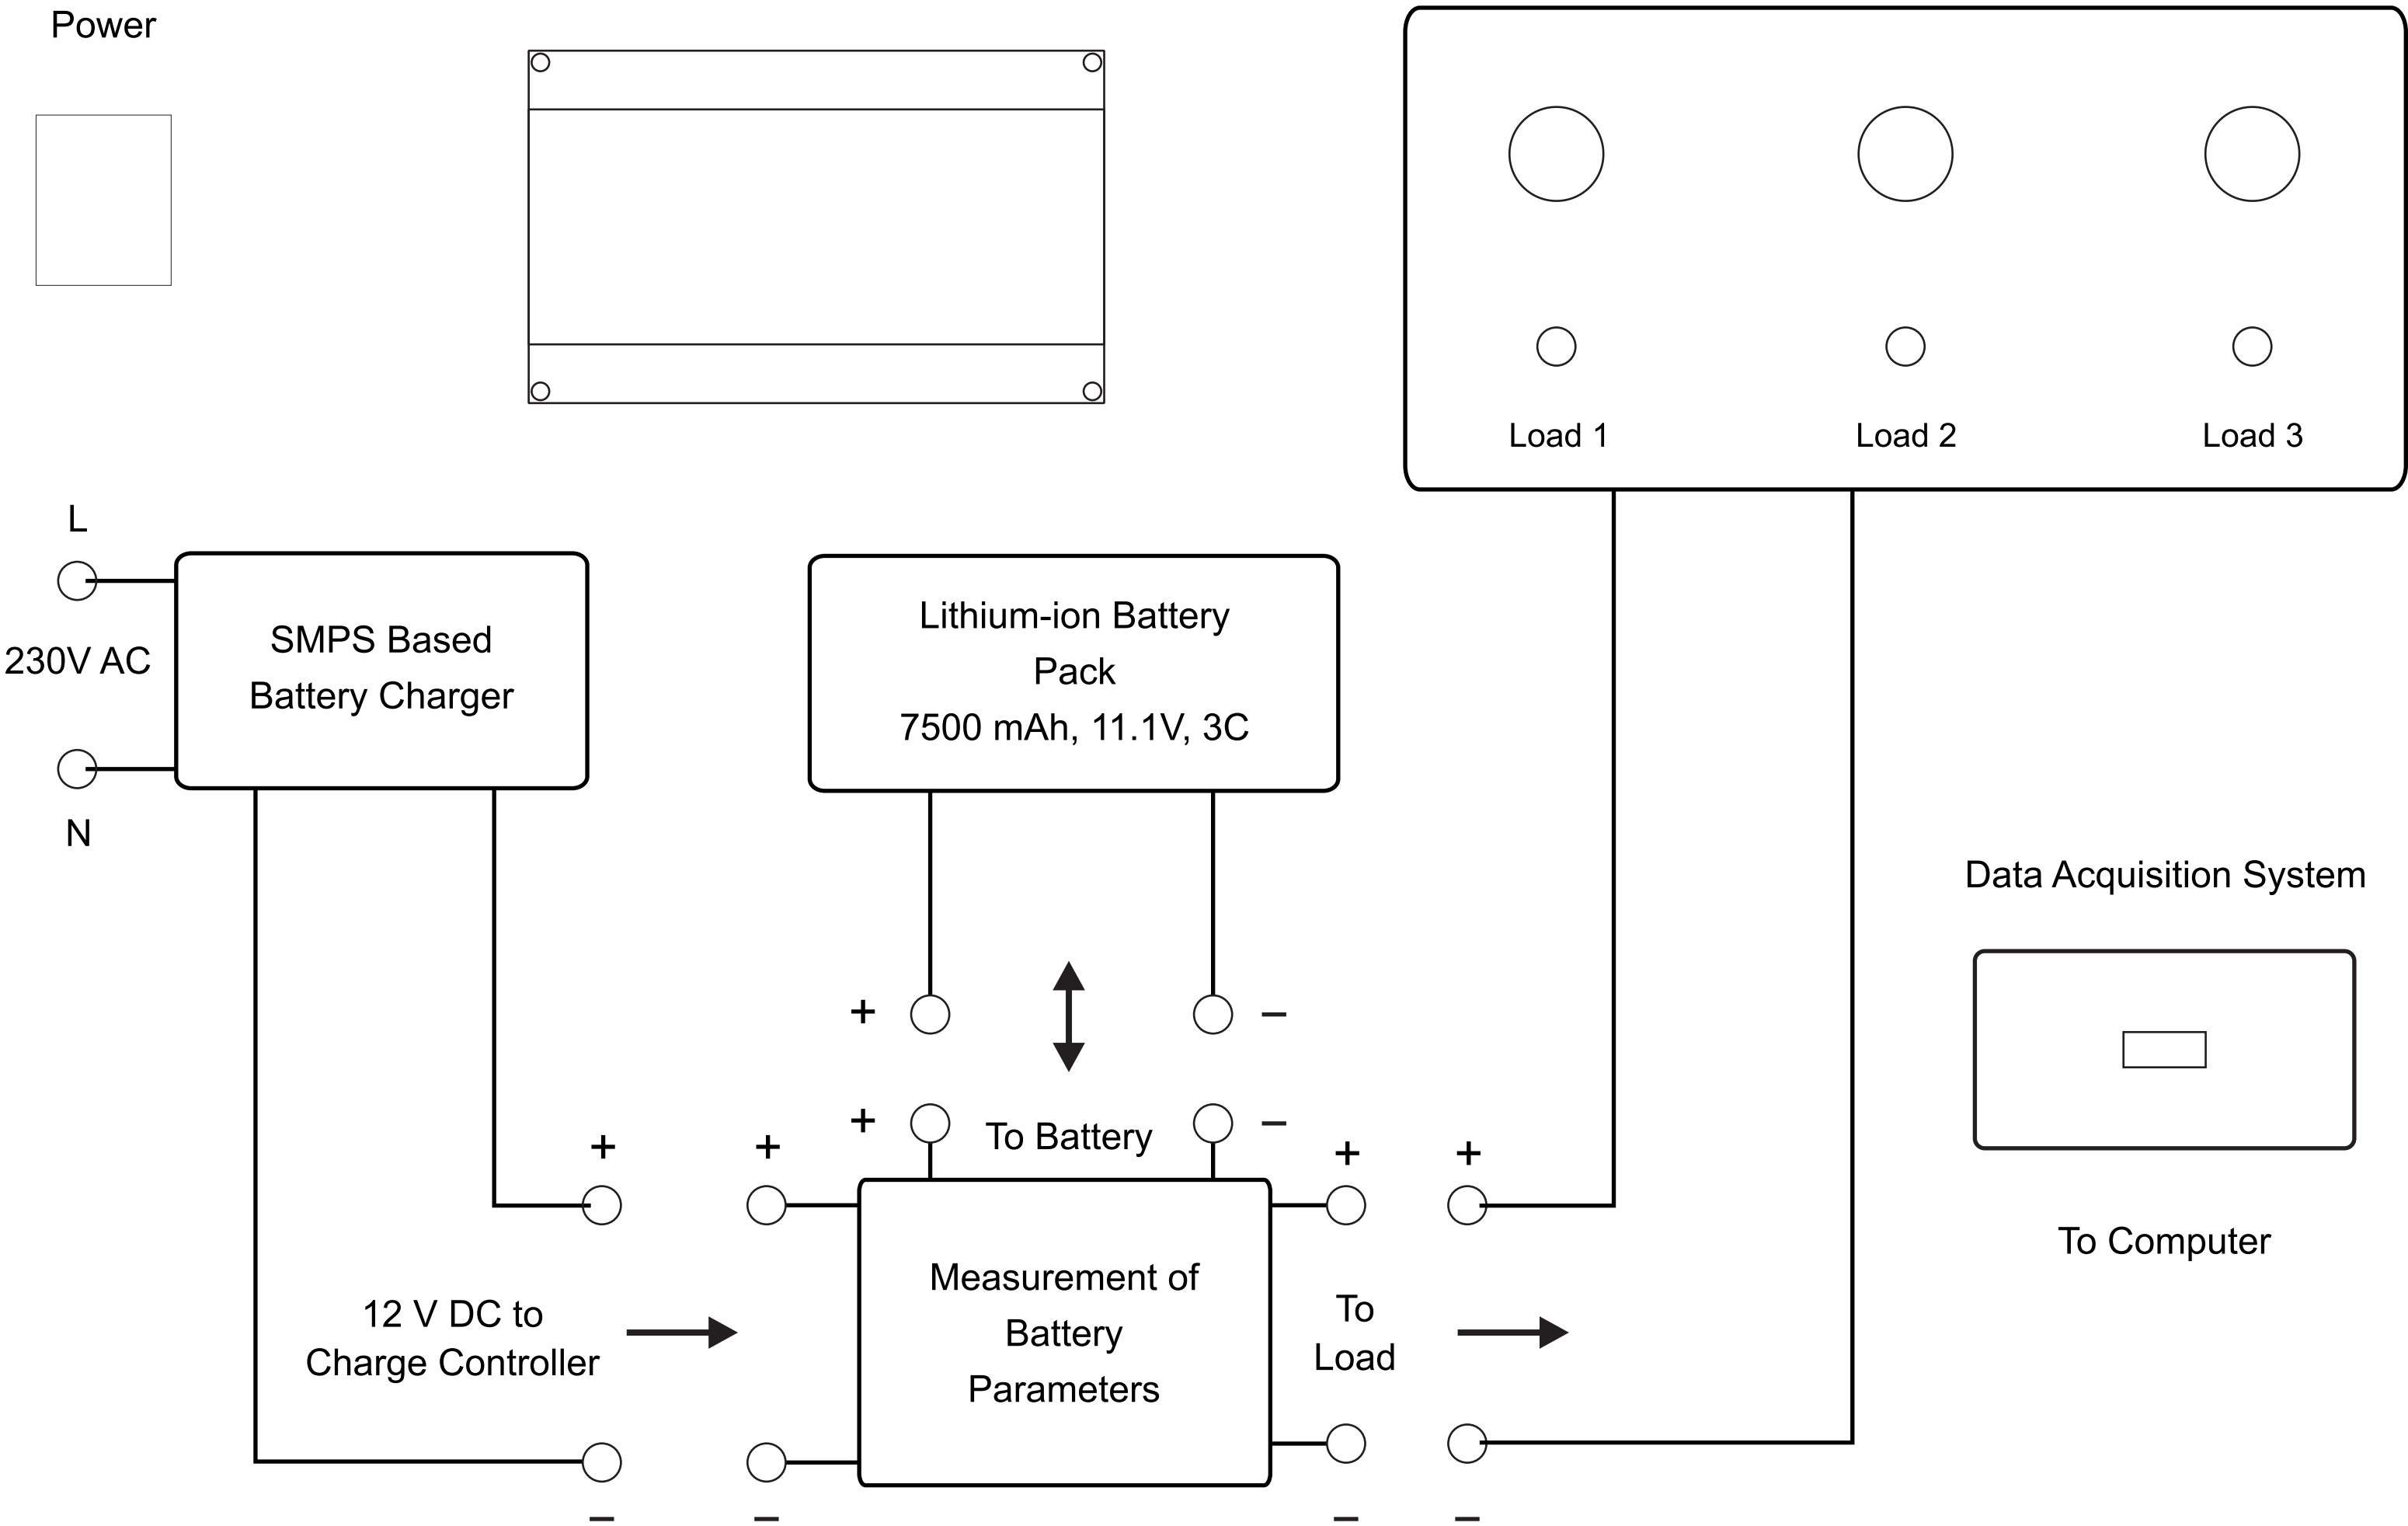 Power
Load 1
Load 2
Load 3
L
230V AC
N
SMPS Based
Battery Charger
Lithium-ion Battery
Pack
7500 mAh, 11.1V, 3C
Data Acquisition System
To Computer
+
−
+
To Battery
−
+
+
+
+
12 V DC to
Charge Controller
Measurement of
Battery
Parameters
To
Load
−
−
−
−